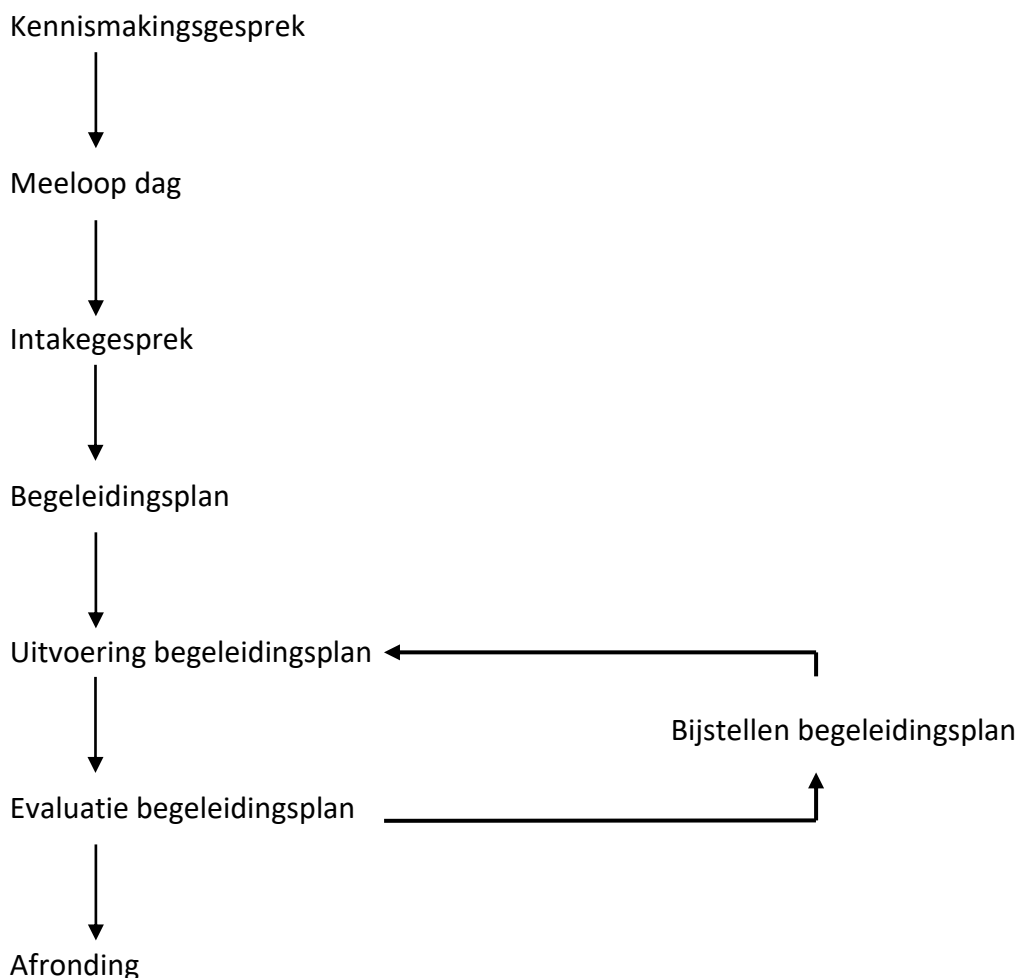 Kennismakingsgesprek
Meeloop dag
Intakegesprek
Begeleidingsplan
Uitvoering begeleidingsplan
Bijstellen begeleidingsplan
Evaluatie begeleidingsplan
Afronding